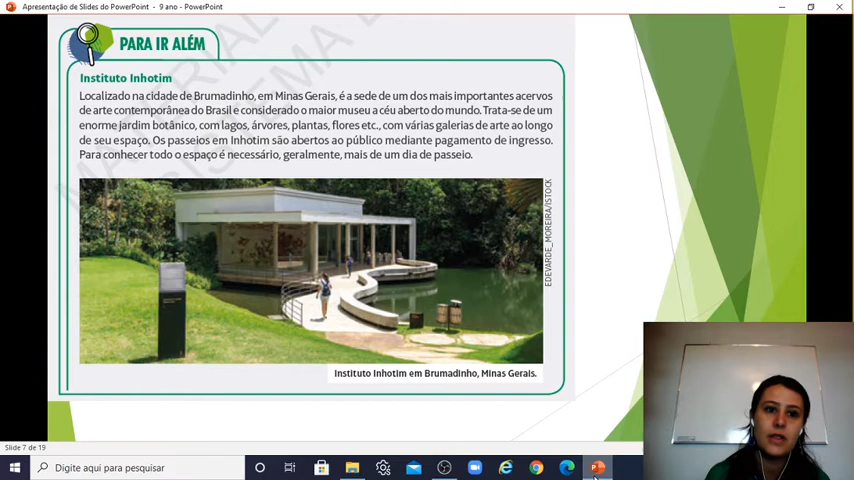 Apresentação de Slides do PowerPoint - 9 ano - PowerPoint
PARA IR ALÉM
Instituto Inhotim
Localizado na cidade de Brumadinho, em Minas Gerais, é a sede de um dos mais importantes acervos
de arte contemporânea do Brasil e considerado o maior museu a céu aberto do mundo. Trata-se de um
enorme jardim botânico, com lagos, árvores, plantas, flores etc., com várias galerias de arte ao longo
de seu espaço. Os passeios em Inhotim são abertos ao público mediante pagamento de ingresso.
Para conhecer todo o espaço é necessário, geralmente, mais de um dia de passeio.
EDEVARDE_MOREIRA/ISTOCK
Instituto Inhotim em Brumadinho, Minas Gerais.
Slide 7 de 19
Digite aqui para pesquisar